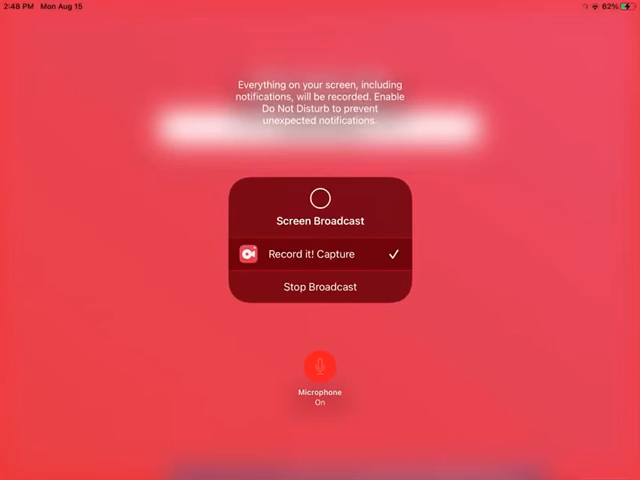 2:48 PM Mon Aug 15
62%
Everything on your screen, including
notifications, will be recorded. Enable
Do Not Disturb to prevent
unexpected notifications.
Screen Broadcast
Record it! Capture
Stop Broadcast
Microphone
On